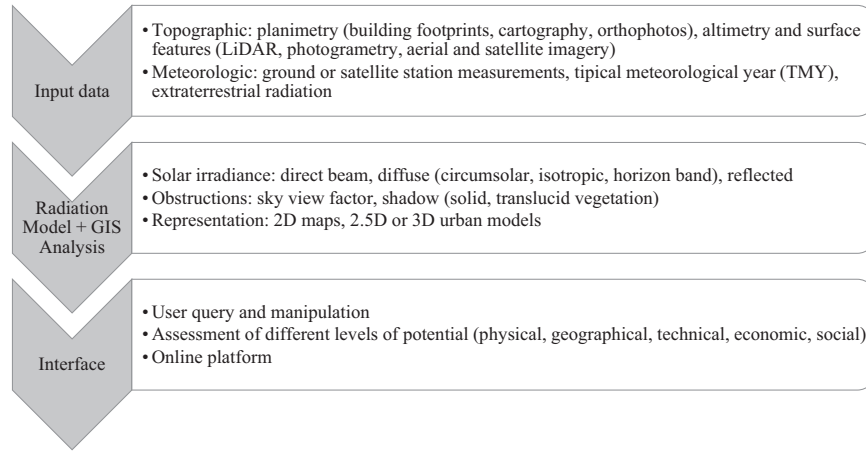 Input data
• Topographic: planimetry (building footprints, cartography, orthophotos), altimetry and surface
features (LiDAR, photogrametry, aerial and satellite imagery)
• Meteorologic: ground or satellite station measurements, tipical meteorological year (TMY),
extraterrestrial radiation
Radiation
Model + GIS
Analysis
• Solar irradiance: direct beam, diffuse (circumsolar, isotropic, horizon band), reflected
• Obstructions: sky view factor, shadow (solid, translucid vegetation)
• Representation: 2D maps, 2.5D or 3D urban models
Interface
• User query and manipulation
• Assessment of different levels of potential (physical, geographical, technical, economic, social)
• Online platform